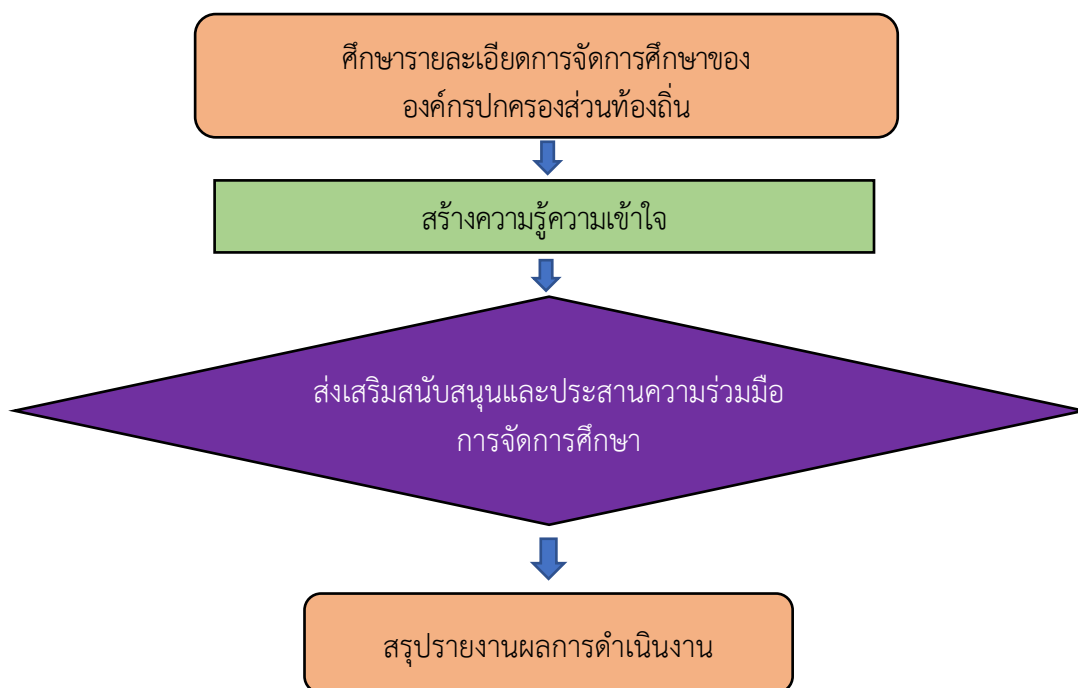 ศึกษารายละเอียดการจัดการศึกษาของ
องค์กรปกครองส่วนท้องถิ่น
สร้างความรู้ความเข้าใจ
ส่งเสริมสนับสนุนและประสานความร่วมมือ
การจัดการศึกษา
สรุปรายงานผลการดำเนินงาน